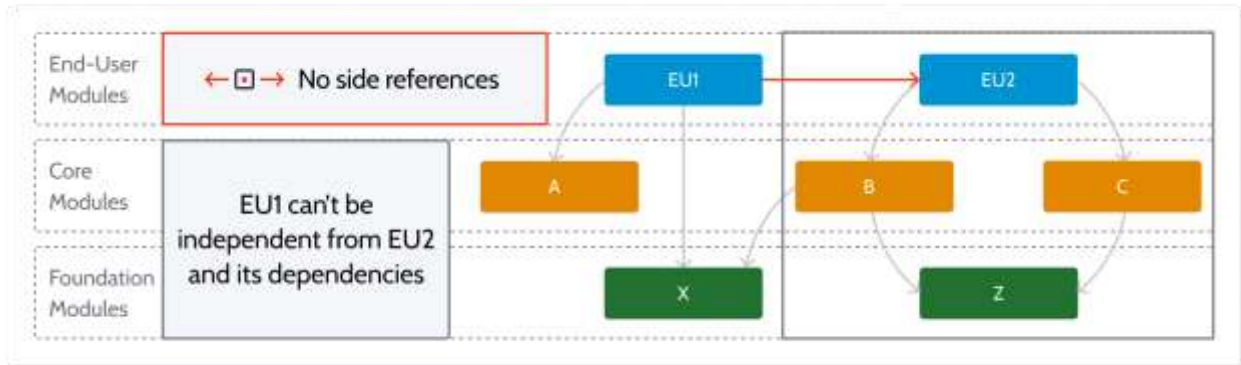 End-User
Modules
No side references
EU1
EU2
Core
Modules
EU1 can't be
independent from EU2
and its dependencies
A
B
C
Foundation
Modules
X
Z